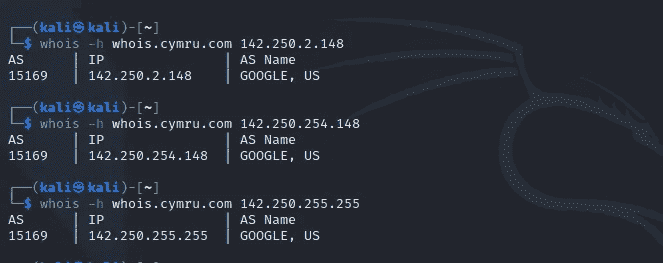 ┌──(kali㉿kali)-[~]
└─$ whois -h whois.cymru.com 142.250.2.148
AS      | IP               | AS Name
15169   | 142.250.2.148    | GOOGLE, US
┌──(kali㉿kali)-[~]
└─$ whois -h whois.cymru.com 142.250.254.148
AS      | IP               | AS Name
15169   | 142.250.254.148  | GOOGLE, US
┌──(kali㉿kali)-[~]
└─$ whois -h whois.cymru.com 142.250.255.255
AS      | IP               | AS Name
15169   | 142.250.255.255  | GOOGLE, US